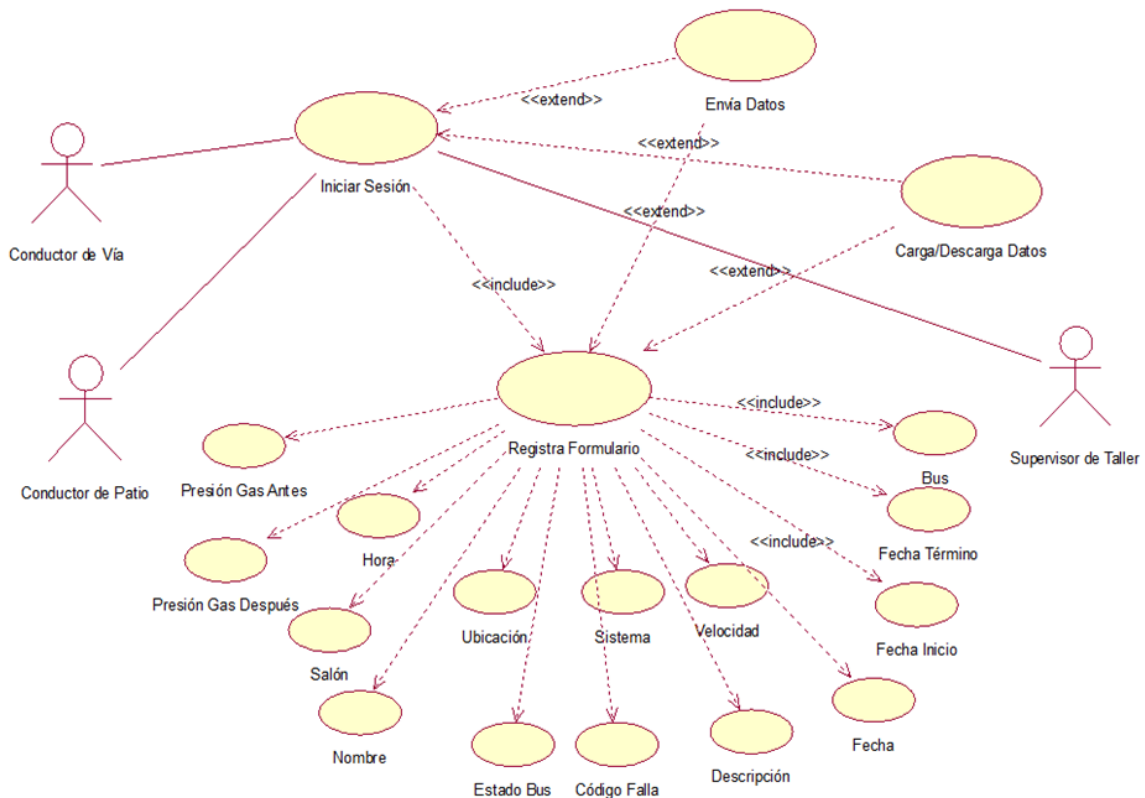 Envía Datos
<<extend>>
<<extend>>
Iniciar Sesión
<<extend>>
Conductor de Vía
Carga/Descarga Datos
<<extend>>
<<include>>
<<include>>
Registra Formulario
Supervisor de Taller
Bus
<<include>>
Presión Gas Antes
Conductor de Patio
<<include>>
Fecha Término
Hora
Presión Gas Después
Ubicación
Sistema
Velocidad
Fecha Inicio
Salón
Fecha
Nombre
Descripción
Estado Bus
Código Falla